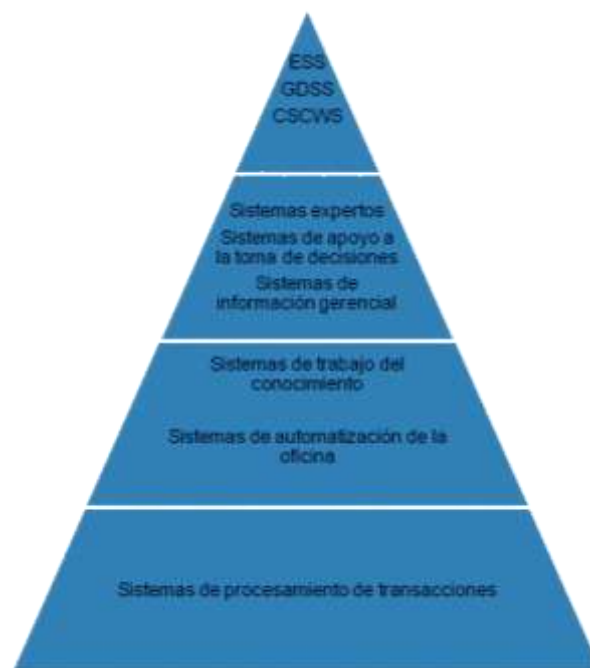 ESS
GDSS
CSCWS
Sistemas expertos
Sistemas de apoyo a
la toma de decisiones
Sistemas de
información gerencial
Sistemas de trabajo del
conocimiento
Sistemas de automatización de la
oficina
Sistemas de procesamiento de transacciones